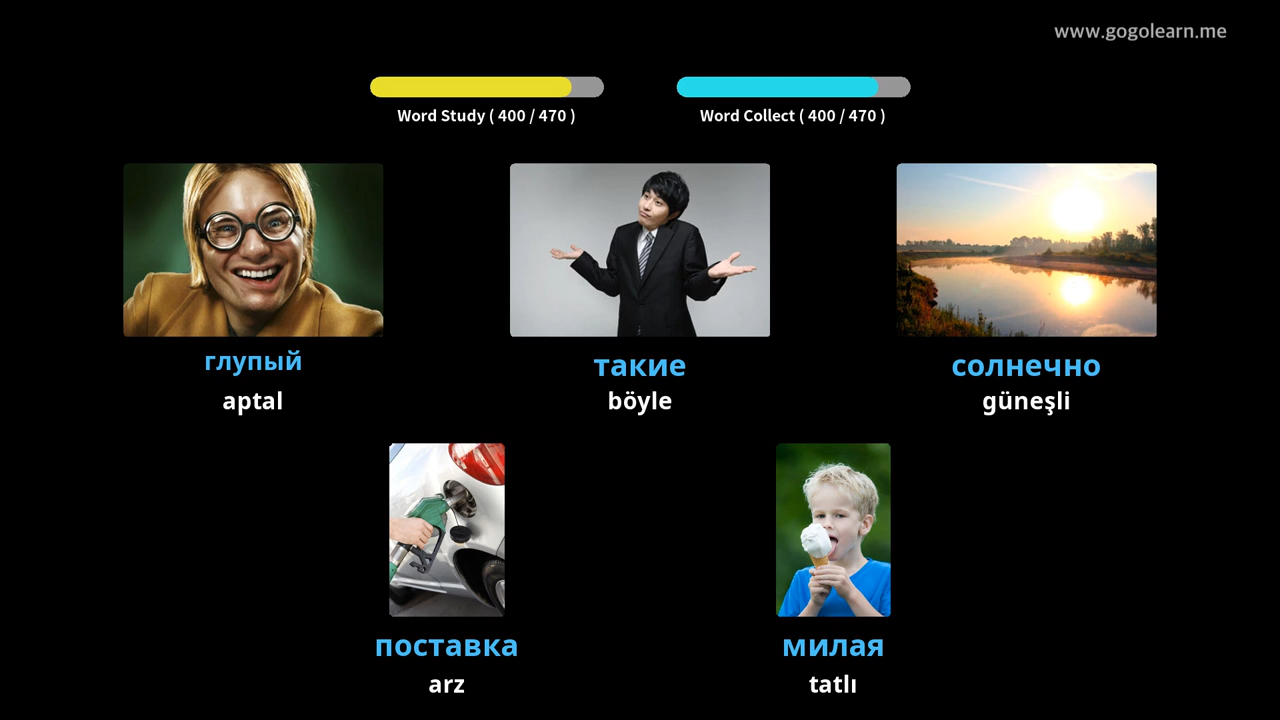 www.gogolearn.me
Word Study ( 400 / 470 )
Word Collect ( 400 / 470 )
глупый
такие
солнечно
aptal
böyle
güneşli
поставка
милая
arz
tatlı